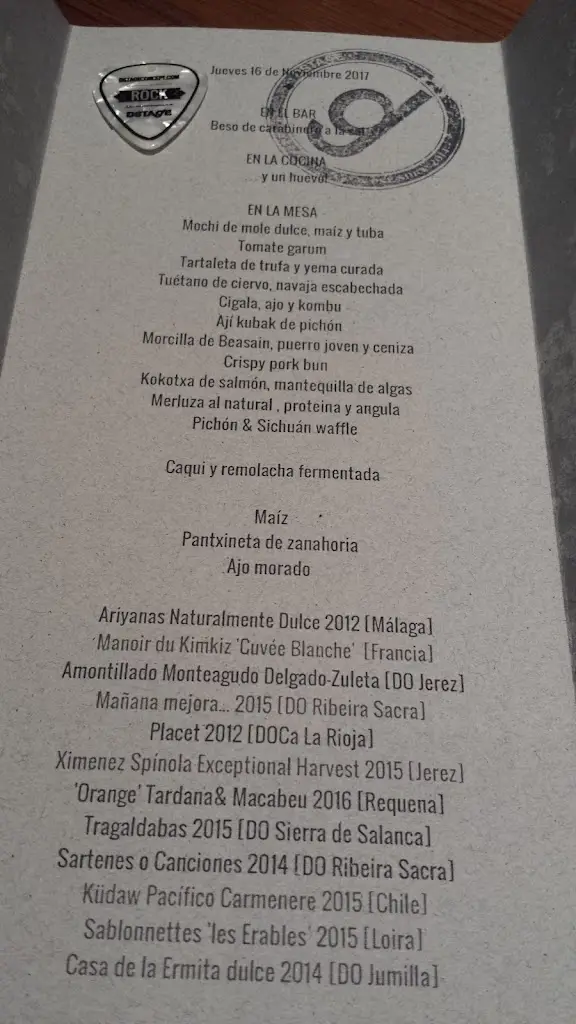 DSTAGECONCEPT.COM
ROCK
DSTAGE
Jueves 16 de Noviembre 2017
d
EN EL BAR
Beso de carabinero a la
EN LA COCINA
... y un huevo!
EN LA MESA
Mochi de mole dulce, maíz y tuba
Tomate garum
Tartaleta de trufa y yema curada
Tuétano de ciervo, navaja escabechada
Cigala, ajo y kombu
Ají kubak de pichón
Morcilla de Beasain, puerro joven y ceniza
Crispy pork bun
Kokotxa de salmón, mantequilla de algas
Merluza al natural , proteina y angula
Pichón & Sichuán waffle
Caqui y remolacha fermentada
Maíz
Pantxineta de zanahoria
Ajo morado
Ariyanas Naturalmente Dulce 2012 [Málaga]
Manoir du Kimkiz 'Cuvée Blanche' [Francia]
Amontillado Monteagudo Delgado-Zuleta [DO Jerez]
Mañana mejora... 2015 [DO Ribeira Sacra]
Placet 2012 [DOCa La Rioja]
Ximenez Spínola Exceptional Harvest 2015 [Jerez]
'Orange' Tardana& Macabeu 2016 [Requena]
Tragaldabas 2015 [DO Sierra de Salanca]
Sartenes o Canciones 2014 [DO Ribeira Sacra]
Küdaw Pacífico Carmenere 2015 [Chile]
Sablonnettes 'les Erables' 2015 [Loira]
Casa de la Ermita dulce 2014 [DO Jumilla]